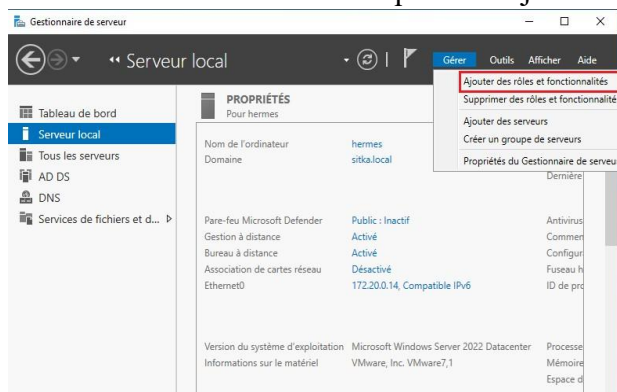 Gestionnaire de serveur
Serveur local
Gérer Outils Afficher Aide
Ajouter des rôles et fonctionnalités
Supprimer des rôles et fonctionnalité
Ajouter des serveurs
Créer un groupe de serveurs
Propriétés du Gestionnaire de serveu
Tableau de bord
Serveur local
Tous les serveurs
AD DS
DNS
Services de fichiers et d...
PROPRIÉTÉS
Pour hermes
Nom de l'ordinateur hermes
Domaine sitka.local
Dernière
Pare-feu Microsoft Defender Public : Inactif Antivirus
Gestion à distance Activé Commen
Bureau à distance Activé Configur
Association de cartes réseau Désactivé Fuseau h
Ethernet0 172.20.0.14, Compatible IPv6 ID de pro
Version du système d'exploitation Microsoft Windows Server 2022 Datacenter Processe
Informations sur le matériel VMware, Inc. VMware7,1 Mémoire
Espace d